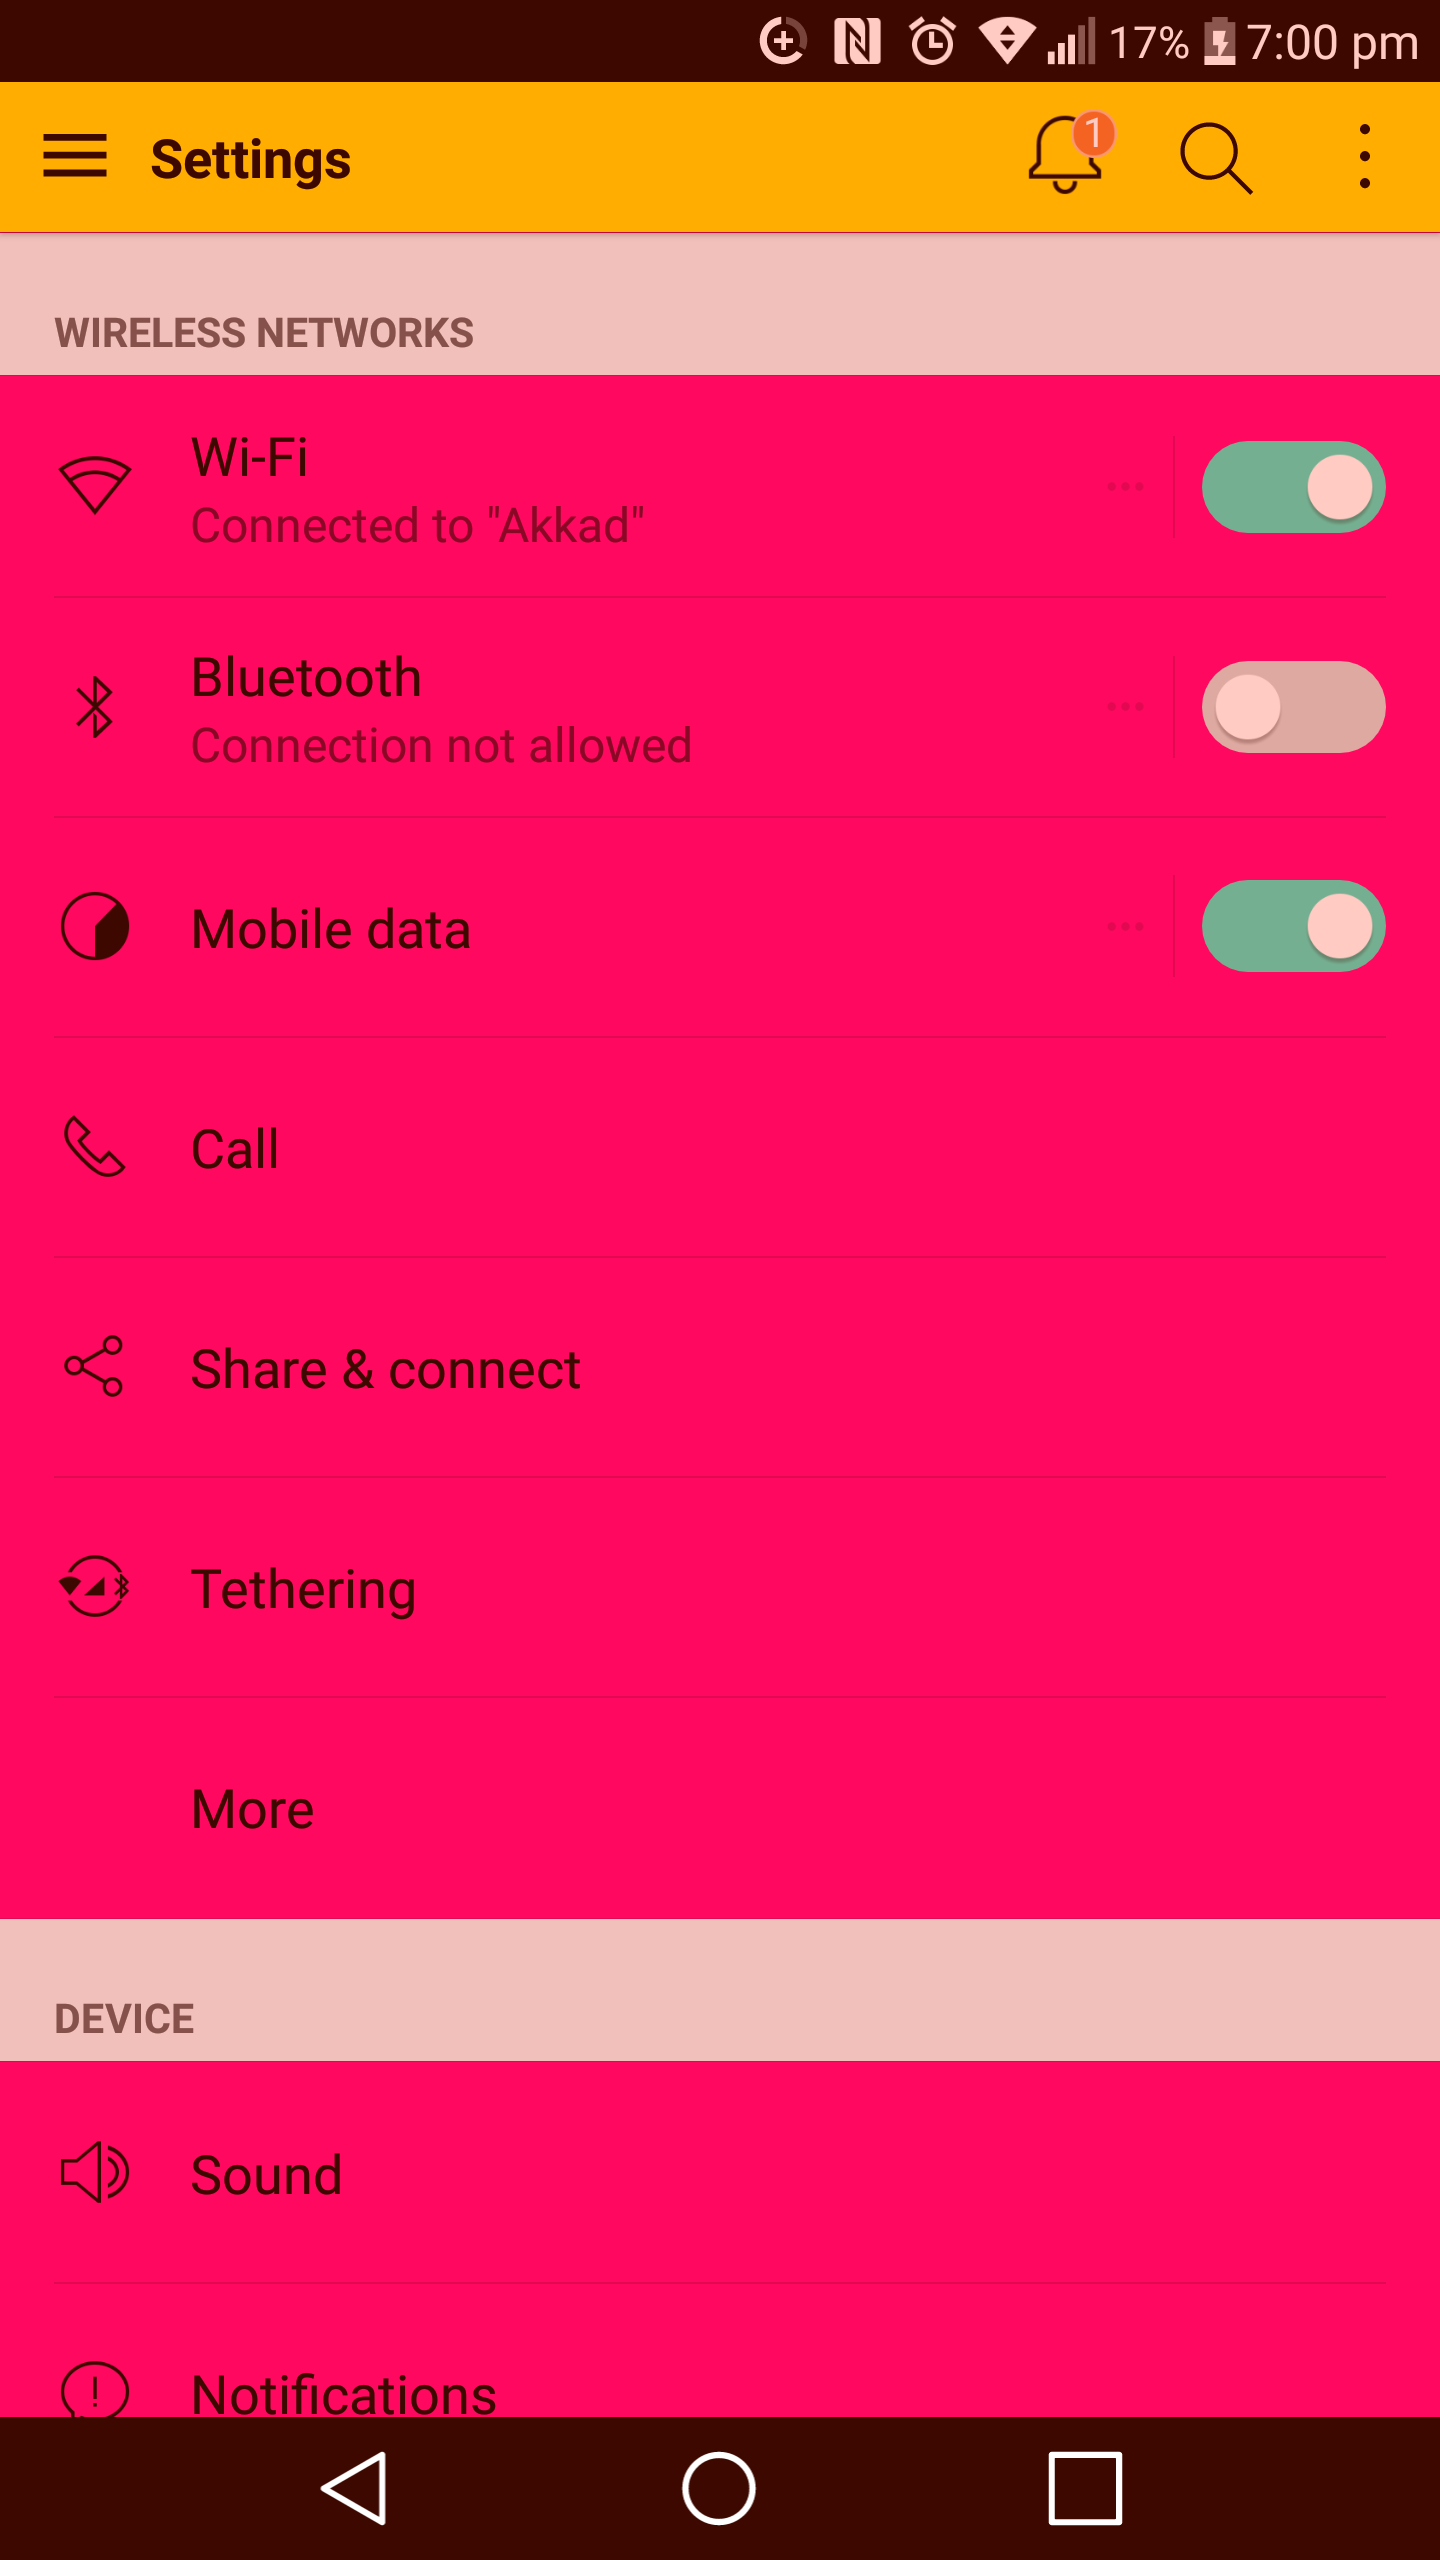 17% 7:00 pm
Settings
1
WIRELESS NETWORKS
Wi-Fi
Connected to "Akkad"
Bluetooth
Connection not allowed
Mobile data
Call
Share & connect
Tethering
More
DEVICE
Sound
Notifications